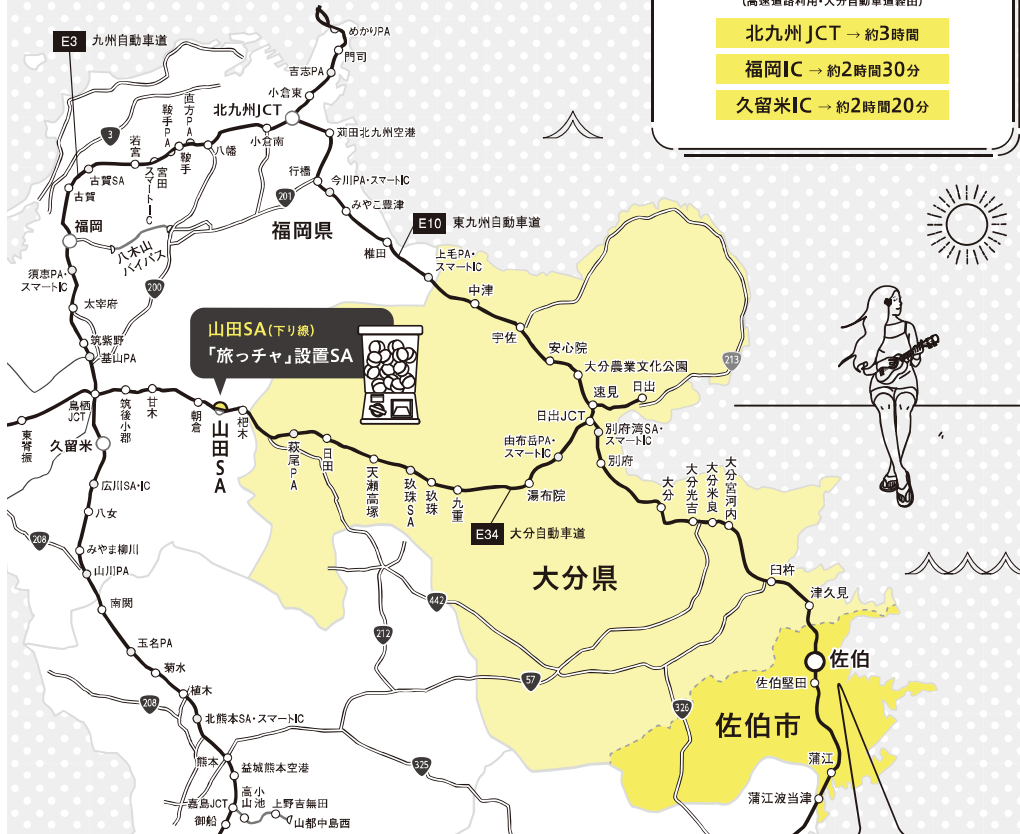 (高速道路利用・大分自動車道経由)
北九州JCT → 約3時間
福岡IC → 約2時間30分
久留米IC → 約2時間20分
E3 九州自動車道
めかりPA
門司
吉志PA
小倉東
北九州JCT
小倉南
苅田北九州空港
直方PA
鞍手PA
鞍手
八幡
若宮
宮田スマートIC
古賀SA
古賀
3
行橋
今川PA・スマートIC
みやこ豊津
201
福岡
八木山
バイパス
福岡県
E10 東九州自動車道
椎田
上毛PA・
スマートIC
須恵PA・
スマートIC
200
太宰府
中津
宇佐
山田SA(下り線)
「旅っチャ」設置SA
筑紫野
基山PA
安心院
大分農業文化公園
213
速見
日出
日出JCT
鳥栖
JCT
筑後小郡
甘木
朝倉
山田SA
杷木
東脊振
久留米
萩尾PA
日田
天瀬高塚
玖珠SA
玖珠
九重
湯布院
由布岳PA・
スマートIC
別府湾SA・
スマートIC
別府
大分
大分光吉
大分米良
大分宮河内
広川SA・IC
八女
E34 大分自動車道
208
みやま柳川
山川PA
大分県
臼杵
津久見
南関
442
212
玉名PA
菊水
57
佐伯
佐伯堅田
208
植木
326
佐伯市
北熊本SA・スマートIC
熊本
325
益城熊本空港
蒲江
嘉島JCT
小池高山
上野吉無田
蒲江波当津
御船
山都中島西